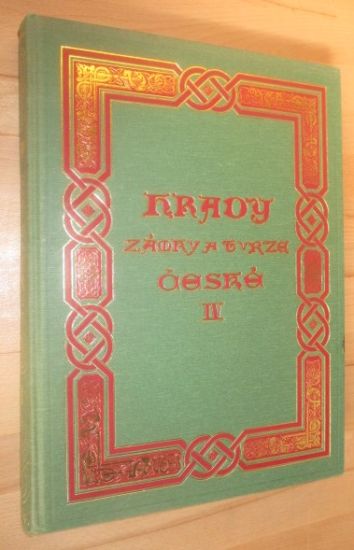 HRADY
ZÁMKY A TVRZE
ČESKÉ
IV